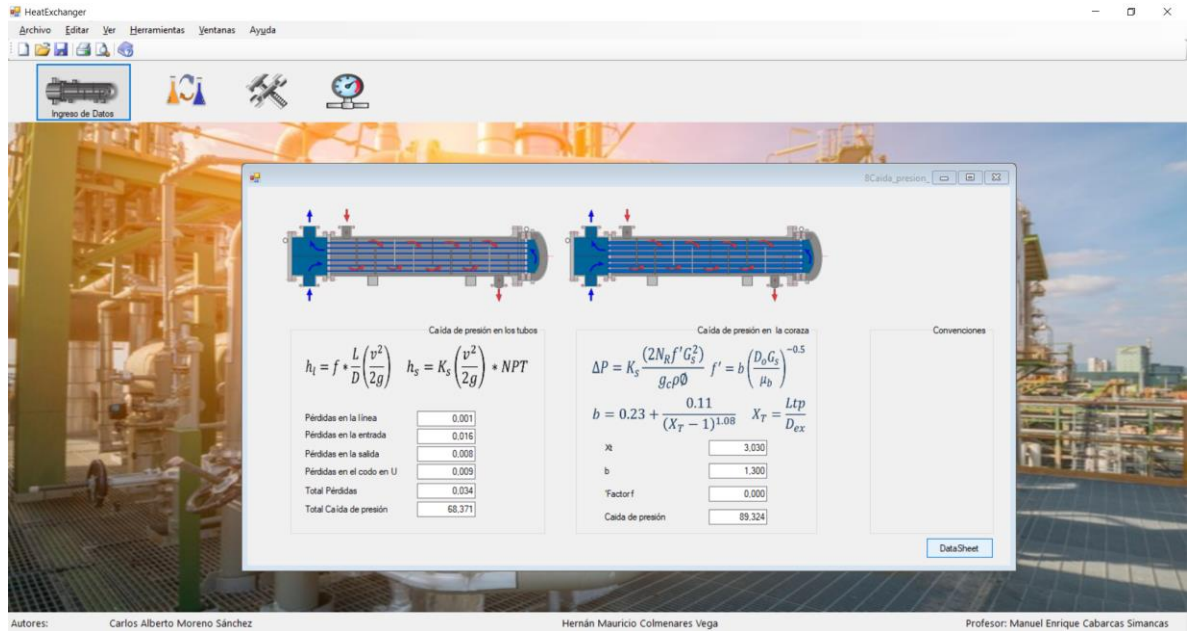 HeatExchanger
Archivo Editar Ver Herramientas Ventanas Ayuda
Ingreso de Datos
8Caida_presion_
Caída de presión en los tubos
h_l = f * L/D (v²/2g) h_s = K_s (v²/2g) * NPT
Pérdidas en la línea 0,001
Pérdidas en la entrada 0,016
Pérdidas en la salida 0,008
Pérdidas en el codo en U 0,009
Total Pérdidas 0,034
Total Caída de presión 68,371
Caída de presión en la coraza
ΔP = K_s (2N_R f'G_s²)/(g_c ρ∅) f' = b (D_o G_s/μ_b)^−0.5
b = 0.23 + 0.11/(X_T − 1)^1.08 X_T = Ltp/D_ex
Xt 3,030
b 1,300
'Factor f 0,000
Caida de presión 89,324
Convenciones
DataSheet
Autores: Carlos Alberto Moreno Sánchez Hernán Mauricio Colmenares Vega Profesor: Manuel Enrique Cabarcas Simancas